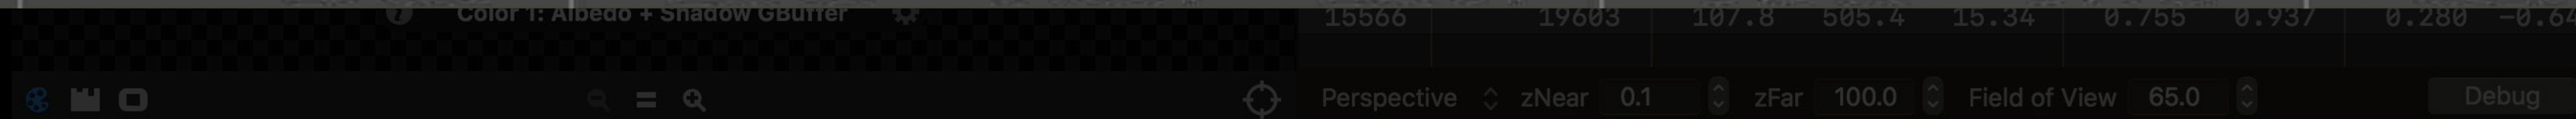 Color 1: Albedo + Shadow GBuffer
15566 19603 107.8 505.4 15.34 0.755 0.937 0.280 -0.64
Perspective zNear 0.1 zFar 100.0 Field of View 65.0 Debug